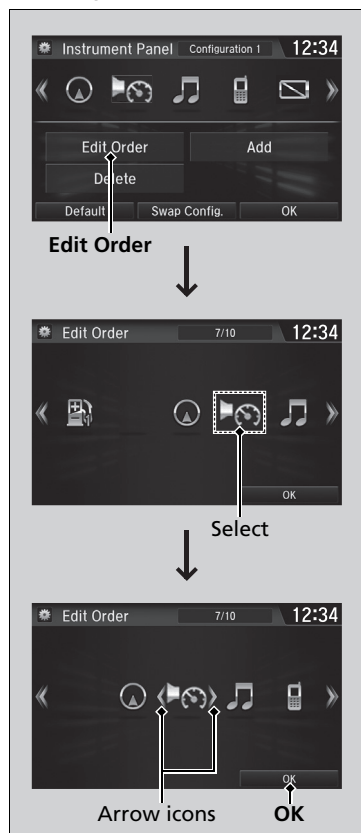 Instrument Panel Configuration 1 12:34
Edit Order Add
Delete
Default Swap Config. OK
Edit Order
Edit Order 7/10 12:34
OK
Select
Edit Order 7/10 12:34
OK
Arrow icons OK